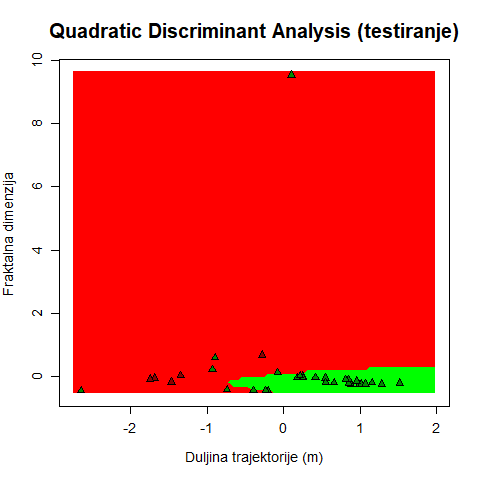 Quadratic Discriminant Analysis (testiranje)
10
8
6
4
2
0
Fraktalna dimenzija
-2 -1 0 1 2
Duljina trajektorije (m)